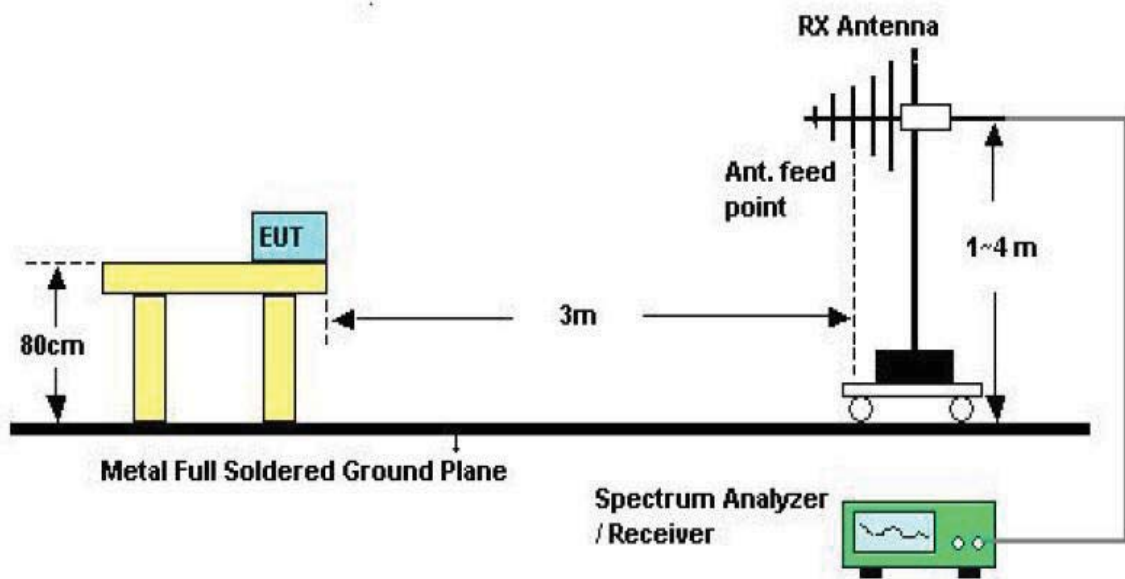 RX Antenna
Ant. feed
point
EUT
1~4 m
3m
80cm
Metal Full Soldered Ground Plane
Spectrum Analyzer
/ Receiver